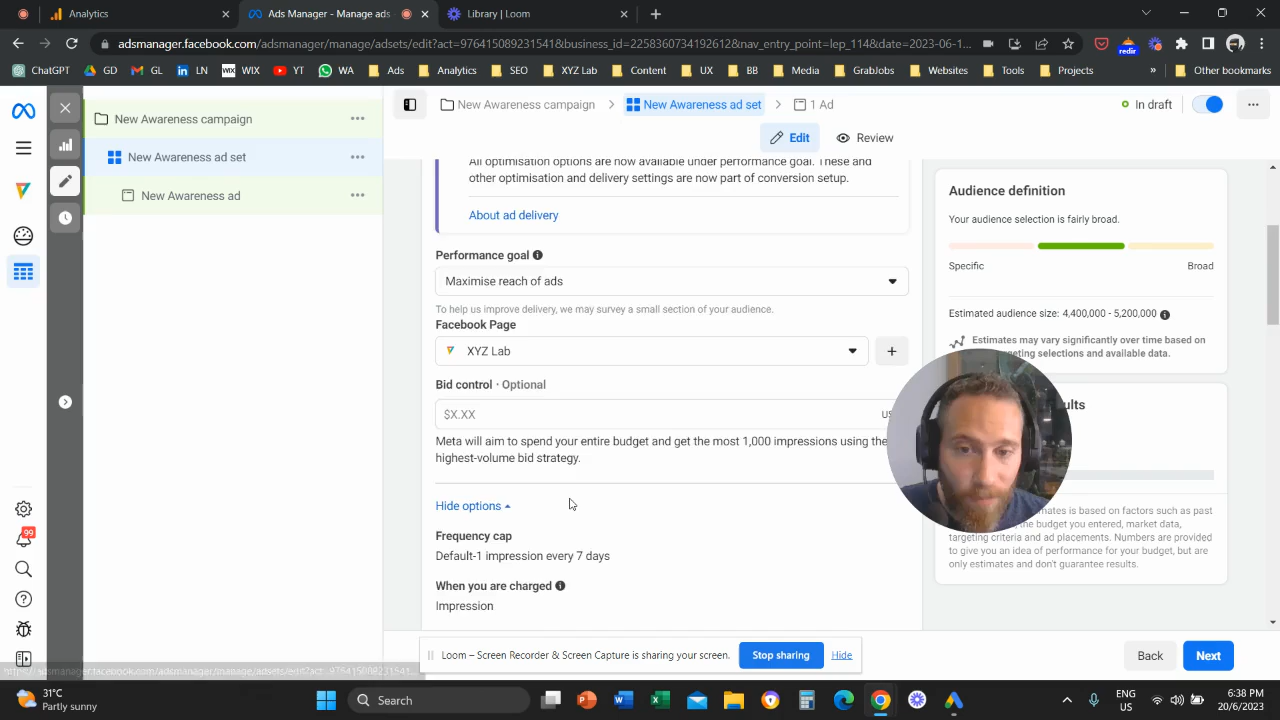 Analytics
Ads Manager - Manage ads
Library | Loom
adsmanager.facebook.com/adsmanager/manage/adsets/edit?act=976415089231541&business_id=2258360734192612&nav_entry_point=lep_114&date=2023-06-1...
ChatGPT
GD
GL
LN
WIX
WIX
YT
WA
Ads
Analytics
SEO
XYZ Lab
Content
UX
BB
Media
GrabJobs
Websites
Tools
Projects
»
Other bookmarks
redir
New Awareness campaign
New Awareness ad set
1 Ad
In draft
Edit
Review
New Awareness campaign
New Awareness ad set
New Awareness ad
All optimisation options are now available under performance goal. These and
other optimisation and delivery settings are now part of conversion setup.
About ad delivery
Performance goal
Maximise reach of ads
To help us improve delivery, we may survey a small section of your audience.
Facebook Page
XYZ Lab
Bid control · Optional
$X.XX
Meta will aim to spend your entire budget and get the most 1,000 impressions using the
highest-volume bid strategy.
Hide options
Frequency cap
Default-1 impression every 7 days
When you are charged
Impression
Audience definition
Your audience selection is fairly broad.
Specific
Broad
Estimated audience size: 4,400,000 - 5,200,000
Estimates may vary significantly over time based on
selections and available data.
is based on factors such as past
the budget you entered, market data,
targeting criteria and ad placements. Numbers are provided
to give you an idea of performance for your budget, but are
only estimates and don't guarantee results.
99
Loom – Screen Recorder & Screen Capture is sharing your screen.
Stop sharing
Hide
Back
Next
31°C
Partly sunny
Search
ENG
US
6:38 PM
20/6/2023